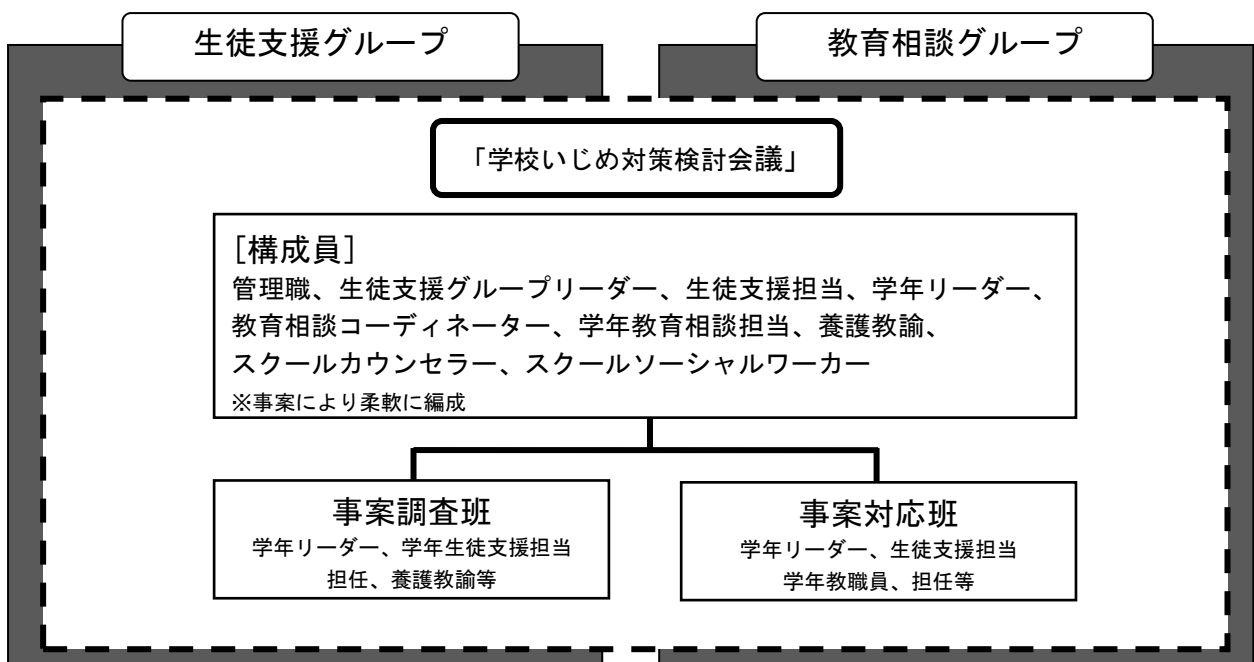 生徒支援グループ
教育相談グループ
「学校いじめ対策検討会議」
［構成員］
管理職、生徒支援グループリーダー、生徒支援担当、学年リーダー、
教育相談コーディネーター、学年教育相談担当、養護教諭、
スクールカウンセラー、スクールソーシャルワーカー
※事案により柔軟に編成
事案調査班
学年リーダー、学年生徒支援担当
担任、養護教諭等
事案対応班
学年リーダー、生徒支援担当
学年教職員、担任等